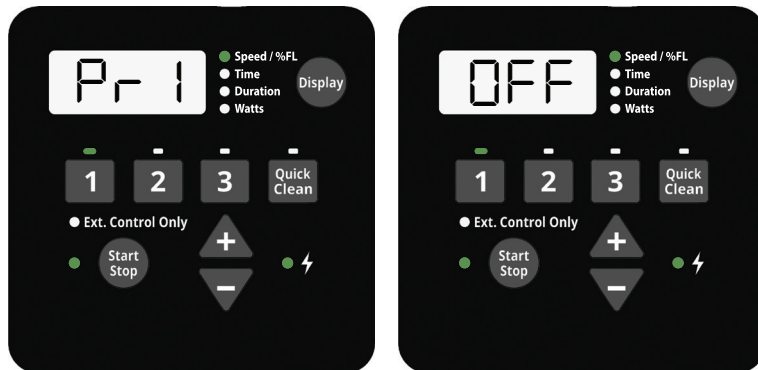 Pr 1
Speed / %FL
Time
Duration
Watts
Display
1
2
3
Quick
Clean
Ext. Control Only
+
Start
Stop
−
OFF
Speed / %FL
Time
Duration
Watts
Display
1
2
3
Quick
Clean
Ext. Control Only
+
Start
Stop
−